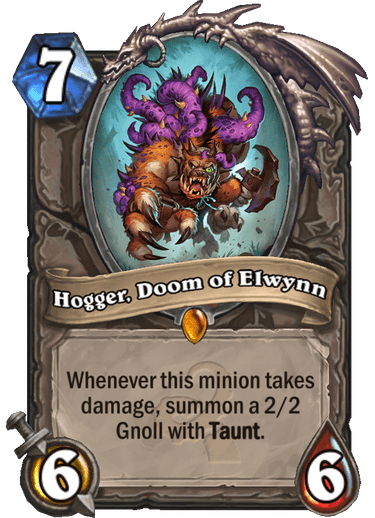 7
Hogger, Doom of Elwynn
Whenever this minion takes
damage, summon a 2/2
Gnoll with Taunt.
6
6